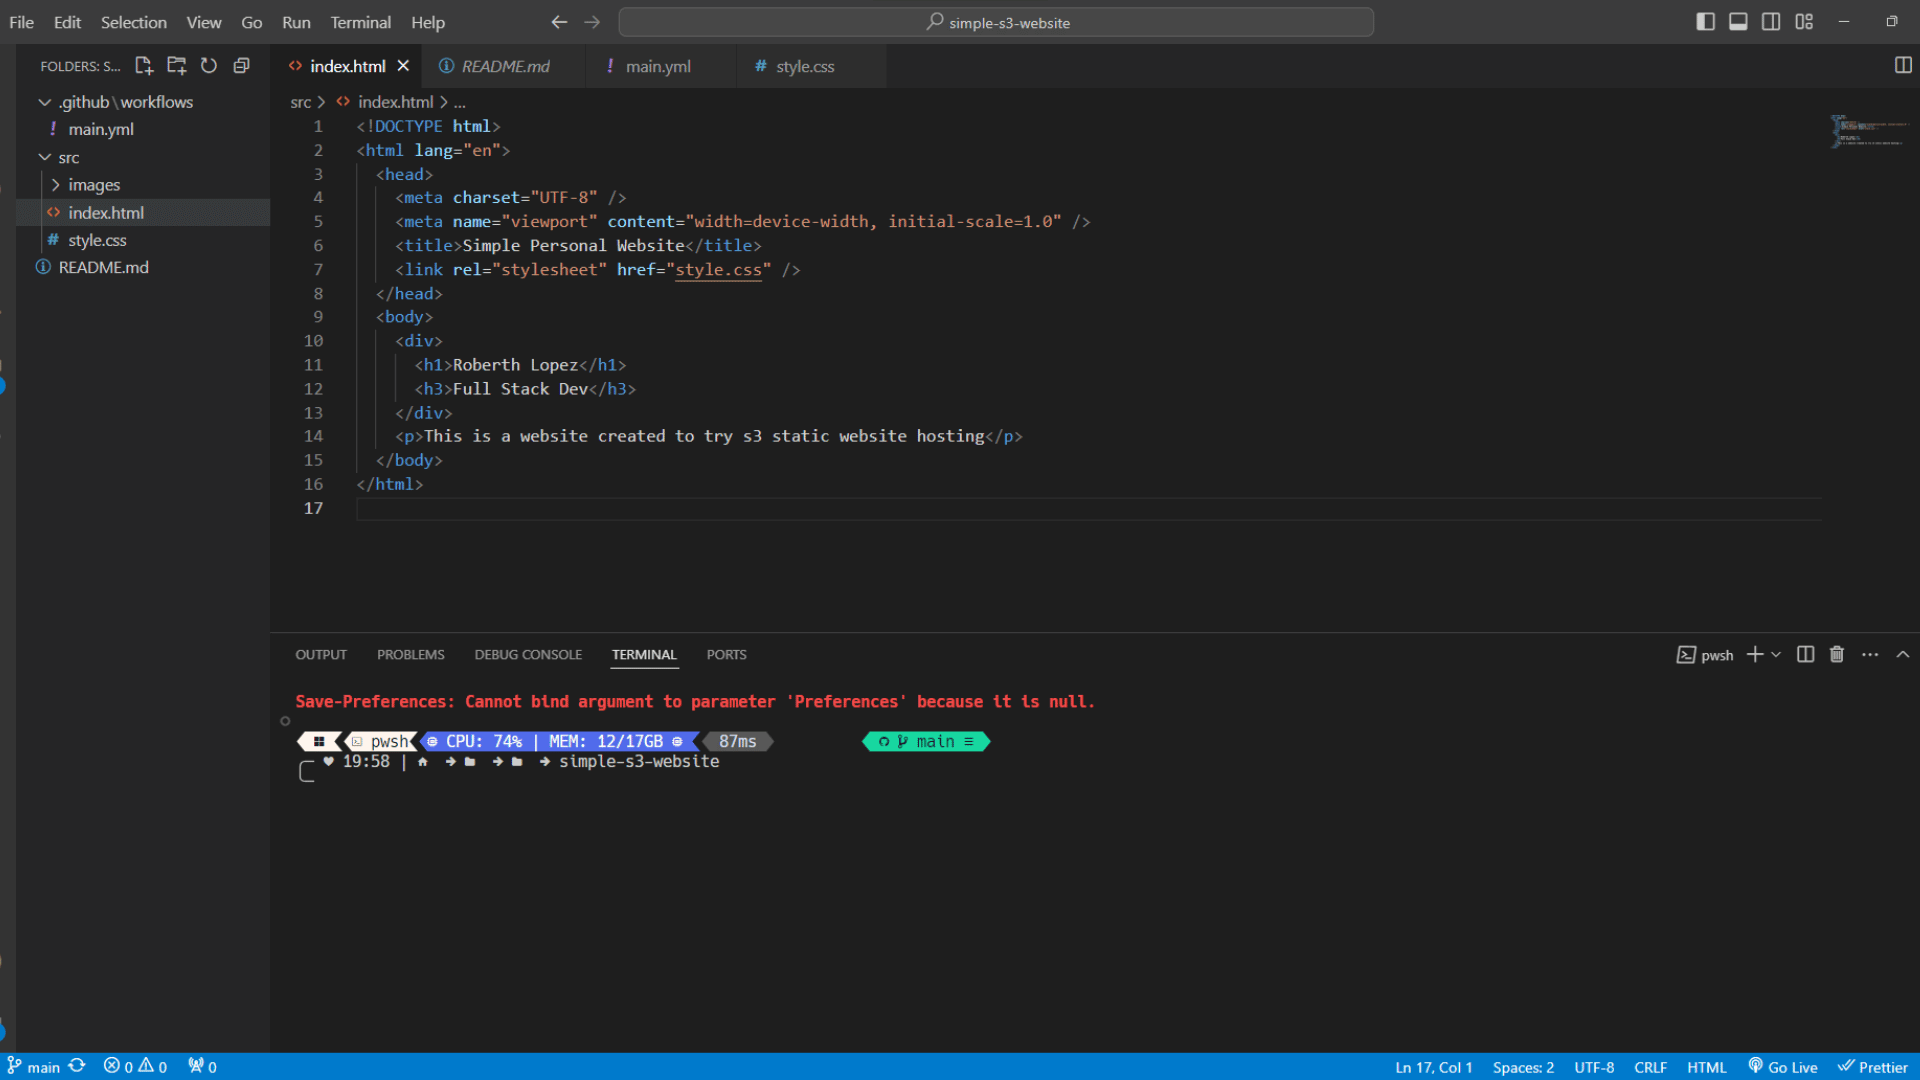 File Edit Selection View Go Run Terminal Help simple-s3-website
FOLDERS: S...
.github\workflows
! main.yml
src
images
index.html
# style.css
README.md
index.html README.md ! main.yml # style.css
src > index.html > ...
1 <!DOCTYPE html>
2 <html lang="en">
3 <head>
4 <meta charset="UTF-8" />
5 <meta name="viewport" content="width=device-width, initial-scale=1.0" />
6 <title>Simple Personal Website</title>
7 <link rel="stylesheet" href="style.css" />
8 </head>
9 <body>
10 <div>
11 <h1>Roberth Lopez</h1>
12 <h3>Full Stack Dev</h3>
13 </div>
14 <p>This is a website created to try s3 static website hosting</p>
15 </body>
16 </html>
17
OUTPUT PROBLEMS DEBUG CONSOLE TERMINAL PORTS pwsh
Save-Preferences: Cannot bind argument to parameter 'Preferences' because it is null.
pwsh CPU: 74% | MEM: 12/17GB 87ms main ≡
♥ 19:58 | simple-s3-website
main 0 0 0 Ln 17, Col 1 Spaces: 2 UTF-8 CRLF HTML Go Live Prettier